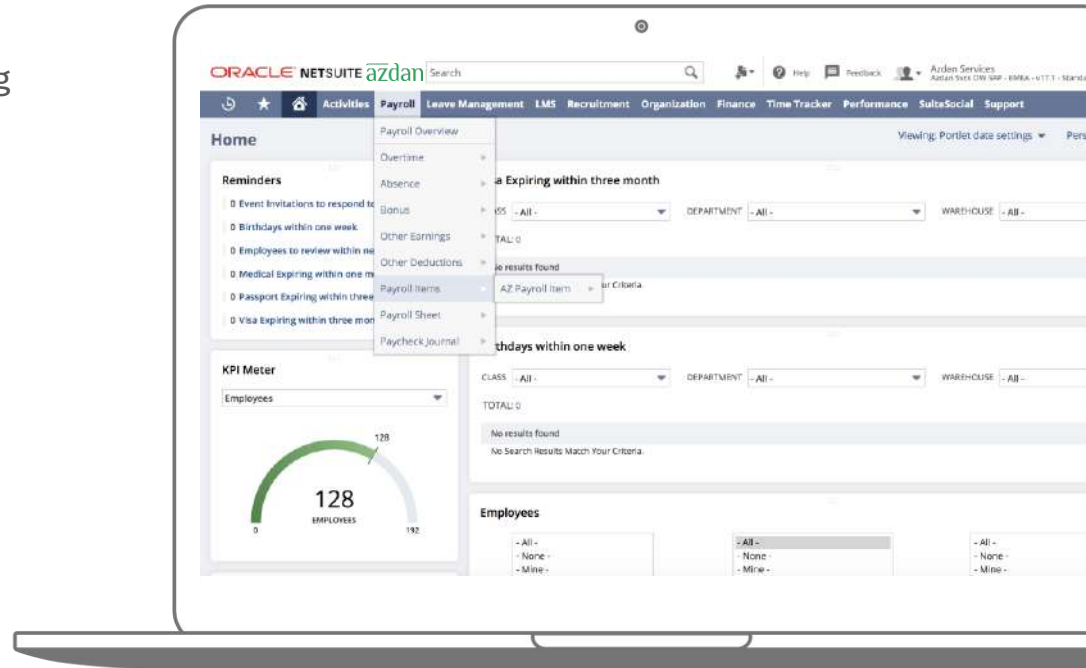 g
ORACLE NETSUITE azdan Search Help Feedback Azdan Services
Activities Payroll Leave Management LMS Recruitment Organization Finance Time Tracker Performance SuiteSocial Support
Home
Viewing: Portlet date settings
Pers
Payroll Overview
Overtime
Absence
Bonus
Other Earnings
Other Deductions
Payroll Items
AZ Payroll Item
Payroll Sheet
Paycheck Journal
Reminders
0 Event Invitations to respond to
0 Birthdays within one week
0 Employees to review within ne
0 Medical Expiring within one m
0 Passport Expiring within three
0 Visa Expiring within three mon
a Expiring within three month
ASS - All - DEPARTMENT - All - WAREHOUSE - All -
TAL: 0
No results found
ur Criteria.
KPI Meter
Employees
128
128
EMPLOYEES
0
192
thdays within one week
CLASS - All - DEPARTMENT - All - WAREHOUSE - All -
TOTAL: 0
No results found
No Search Results Match Your Criteria.
Employees
- All - - All - - All -
- None - - None - - None -
- Mine - - Mine - - Mine -